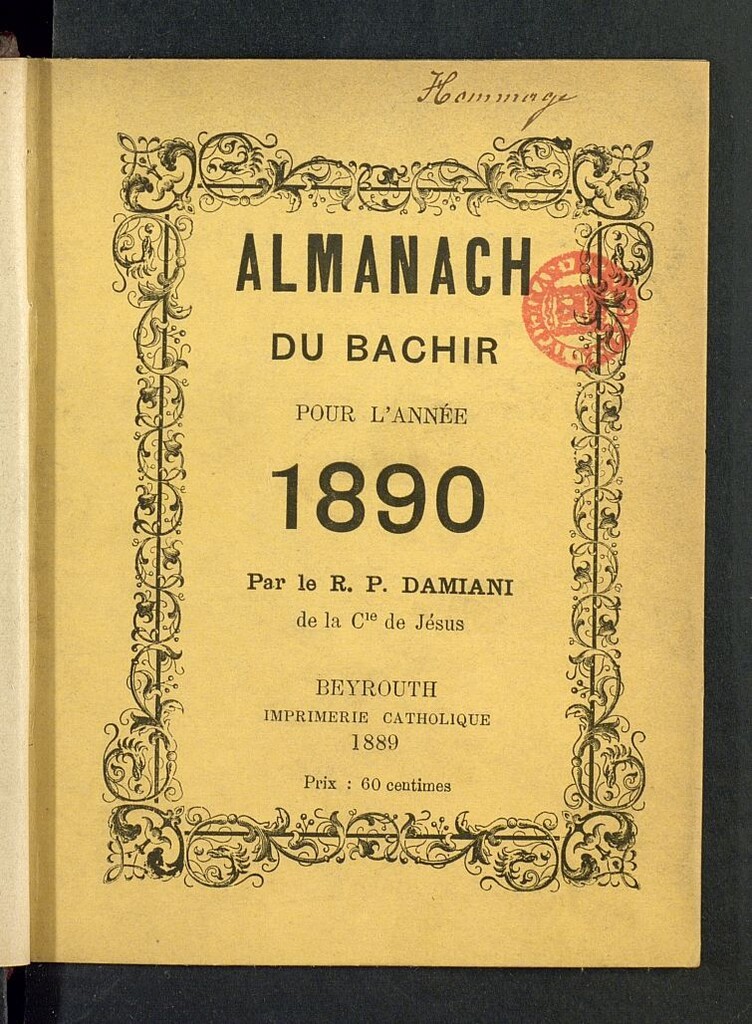 Hommage
ALMANACH
DU BACHIR
POUR L'ANNÉE
1890
Par le R. P. DAMIANI
de la Cie de Jésus
BEYROUTH
IMPRIMERIE CATHOLIQUE
1889
Prix : 60 centimes